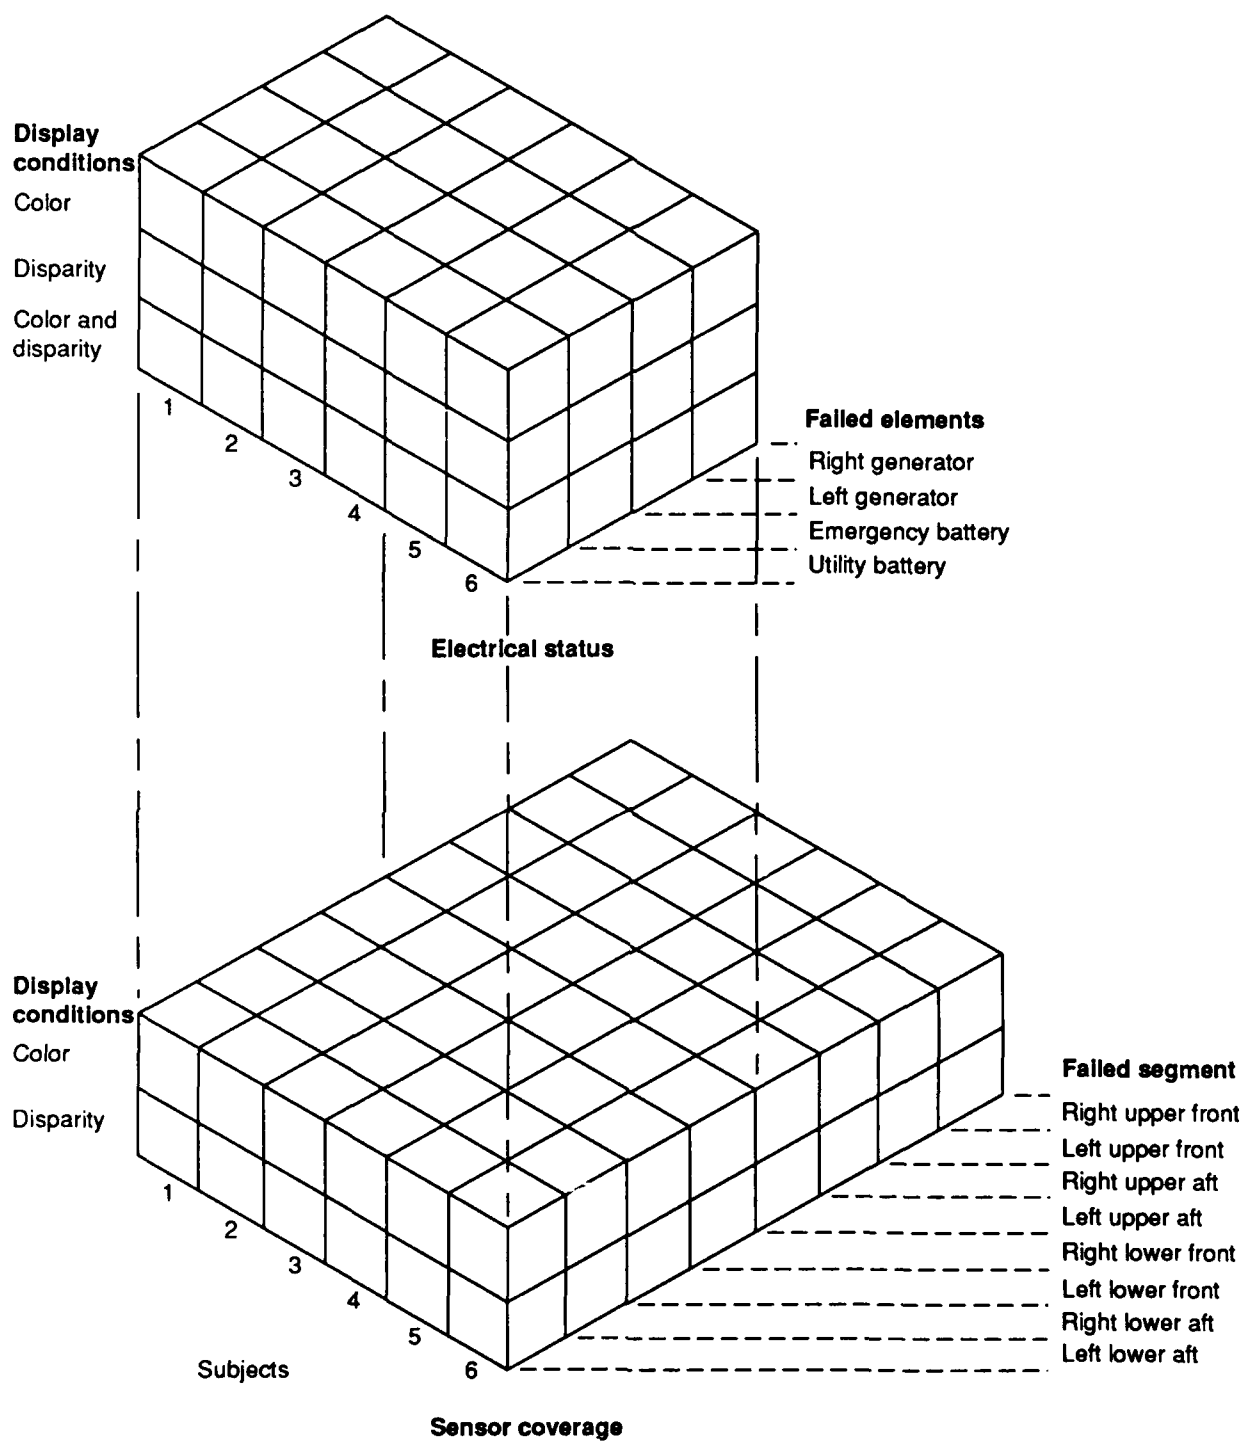 Display
conditions
Color
Disparity
Color and
disparity
1
2
3
4
5
6
Failed elements
Right generator
Left generator
Emergency battery
Utility battery
Electrical status
Display
conditions
Color
Disparity
1
2
3
4
5
6
Subjects
Failed segment
Right upper front
Left upper front
Right upper aft
Left upper aft
Right lower front
Left lower front
Right lower aft
Left lower aft
Sensor coverage